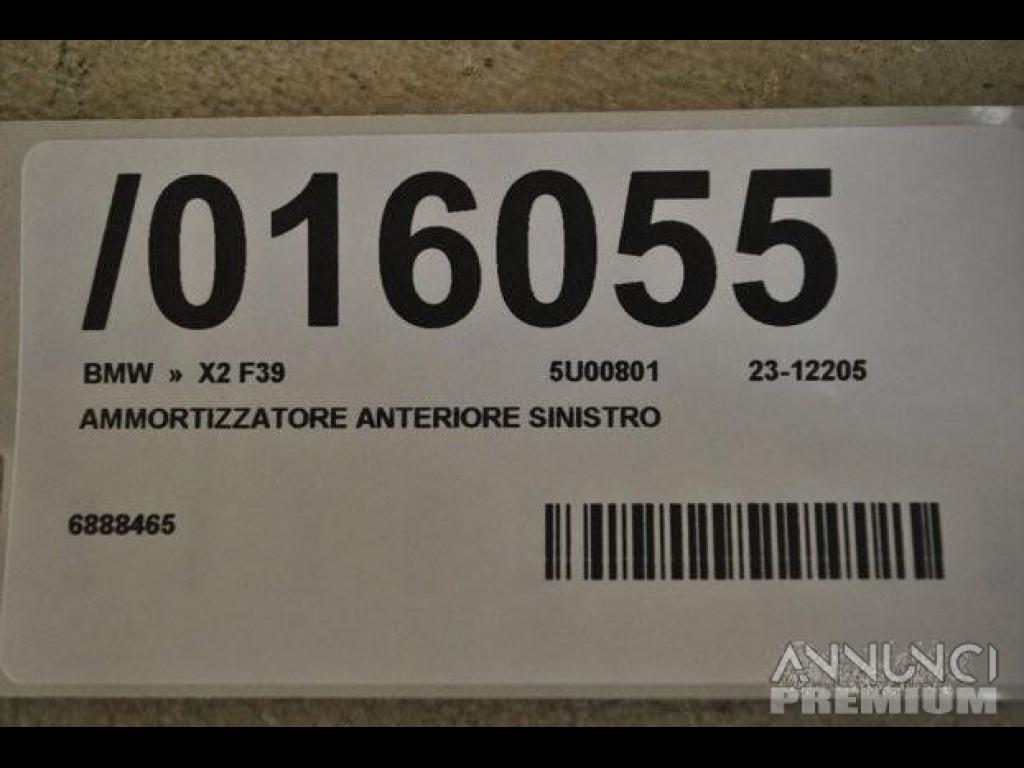 /016055
BMW » X2 F39 5U00801 23-12205
AMMORTIZZATORE ANTERIORE SINISTRO
6888465
ANNUNCI
PREMIUM